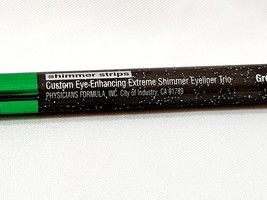 shimmer strips
Custom Eye-Enhancing Extreme Shimmer Eyeliner Trio
PHYSICIANS FORMULA, INC. City of Industry, CA 91789